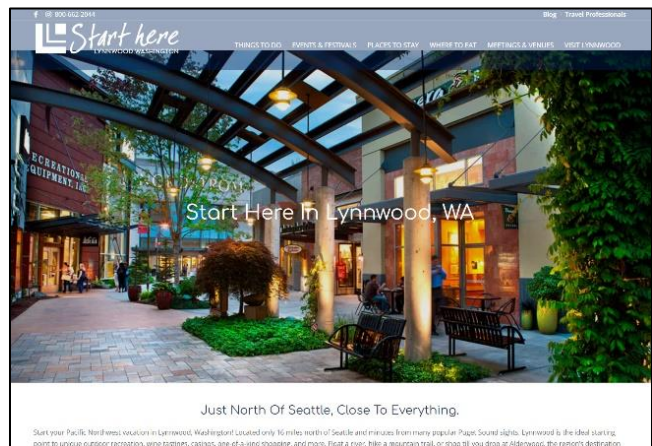 800-662-2044
Blog Travel Professionals
Start here
LYNNWOOD WASHINGTON
THINGS TO DO EVENTS & FESTIVALS PLACES TO STAY WHERE TO EAT MEETINGS & VENUES VISIT LYNNWOOD
RECREATIONAL
EQUIPMENT, INC
Start Here In Lynnwood, WA
Just North Of Seattle, Close To Everything.
Start your Pacific Northwest vacation in Lynnwood, Washington! Located only 16 miles north of Seattle and minutes from many popular Puget Sound sights, Lynnwood is the ideal starting
point to unique outdoor recreation, wine tastings, casinos, one-of-a-kind shopping, and more. Float a river, hike a mountain trail, or shop till you drop at Alderwood, the region's destination